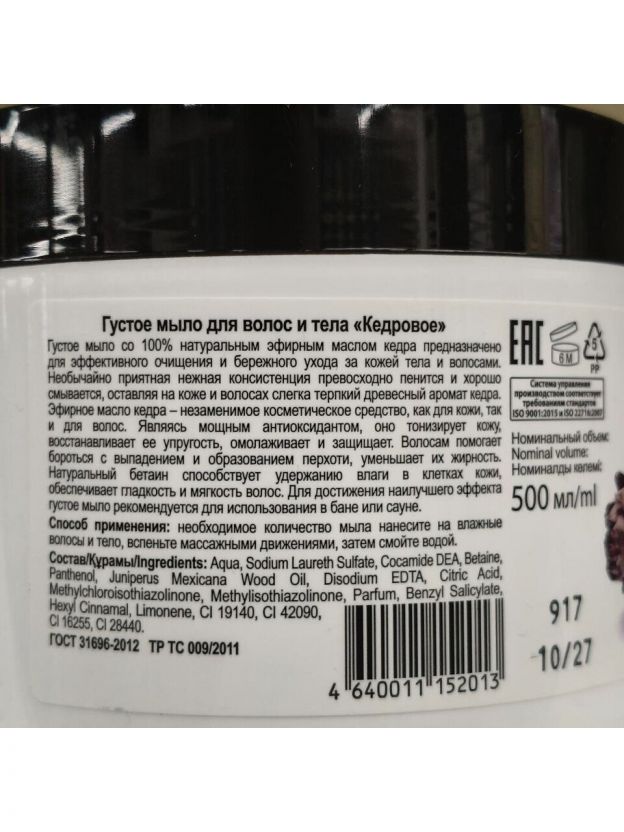 Густое мыло для волос и тела «Кедровое»
Густое мыло со 100% натуральным эфирным маслом кедра предназначено
для эффективного очищения и бережного ухода за кожей тела и волосами.
Необычайно приятная нежная консистенция превосходно пенится и хорошо
смывается, оставляя на коже и волосах слегка терпкий древесный аромат кедра.
Эфирное масло кедра – незаменимое косметическое средство, как для кожи, так
и для волос. Являясь мощным антиоксидантом, оно тонизирует кожу,
восстанавливает ее упругость, омолаживает и защищает. Волосам помогает
бороться с выпадением и образованием перхоти, уменьшает их жирность.
Натуральный бетаин способствует удержанию влаги в клетках кожи,
обеспечивает гладкость и мягкость волос. Для достижения наилучшего эффекта
густое мыло рекомендуется для использования в бане или сауне.
Способ применения: необходимое количество мыла нанесите на влажные
волосы и тело, вспеньте массажными движениями, затем смойте водой.
Состав/Құрамы/Ingredients: Aqua, Sodium Laureth Sulfate, Cocamide DEA, Betaine,
Panthenol, Juniperus Mexicana Wood Oil, Disodium EDTA, Citric Acid,
Methylchloroisothiazolinone, Methylisothiazolinone, Parfum, Benzyl Salicylate,
Hexyl Cinnamal, Limonene, CI 19140, CI 42090,
CI 16255, CI 28440.
ГОСТ 31696-2012 ТР ТС 009/2011
4 640011 152013
EAC
6 M
5
PP
Система управления
производством соответствует
требованиям стандартов
ISO 9001:2015 и ISO 22716:2007
Номинальный объем:
Nominal volume:
Номиналды көлемі:
500 мл/ml
917
10/27